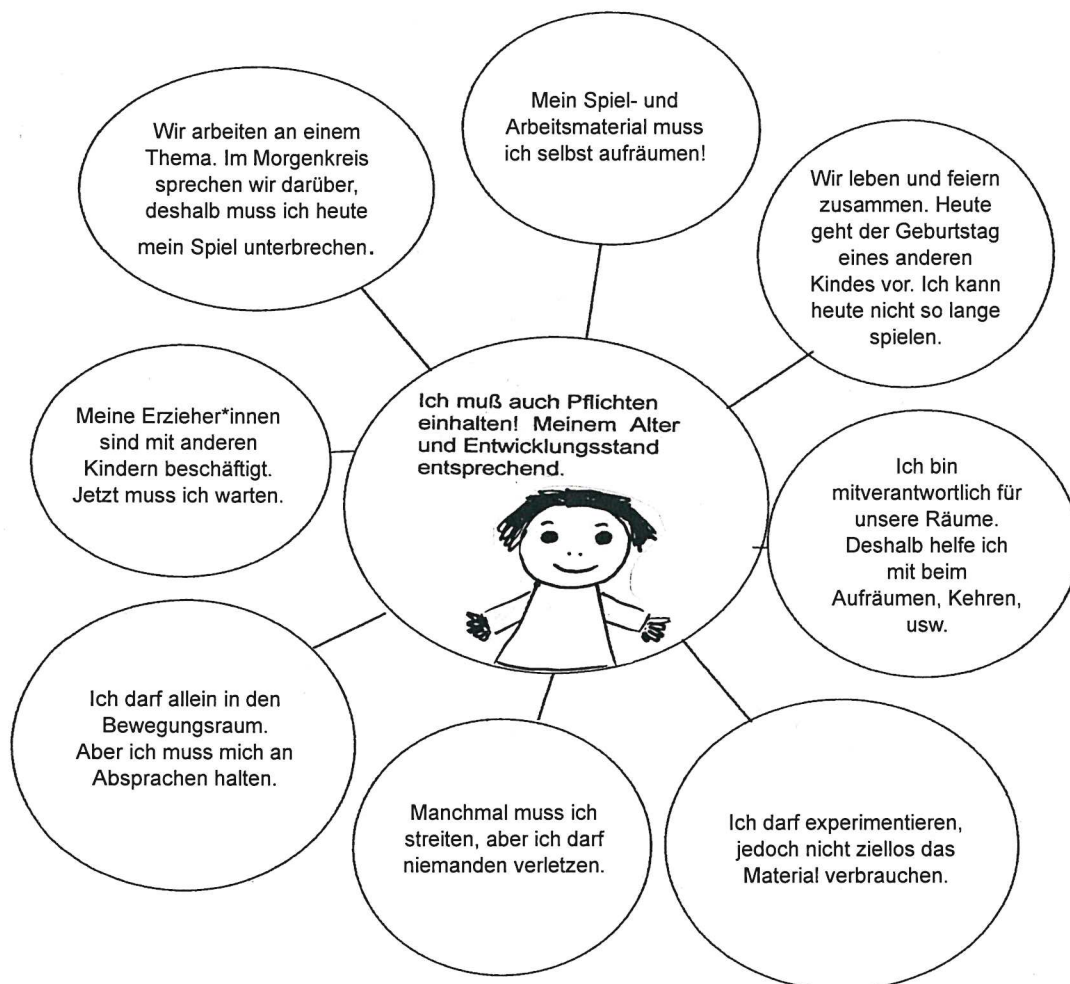 Wir arbeiten an einem
Thema. Im Morgenkreis
sprechen wir darüber,
deshalb muss ich heute
mein Spiel unterbrechen.
Mein Spiel- und
Arbeitsmaterial muss
ich selbst aufräumen!
Wir leben und feiern
zusammen. Heute
geht der Geburtstag
eines anderen
Kindes vor. Ich kann
heute nicht so lange
spielen.
Meine Erzieher*innen
sind mit anderen
Kindern beschäftigt.
Jetzt muss ich warten.
Ich muß auch Pflichten
einhalten! Meinem Alter
und Entwicklungsstand
entsprechend.
Ich bin
mitverantwortlich für
unsere Räume.
Deshalb helfe ich
mit beim
Aufräumen, Kehren,
usw.
Ich darf allein in den
Bewegungsraum.
Aber ich muss mich an
Absprachen halten.
Manchmal muss ich
streiten, aber ich darf
niemanden verletzen.
Ich darf experimentieren,
jedoch nicht ziellos das
Material verbrauchen.